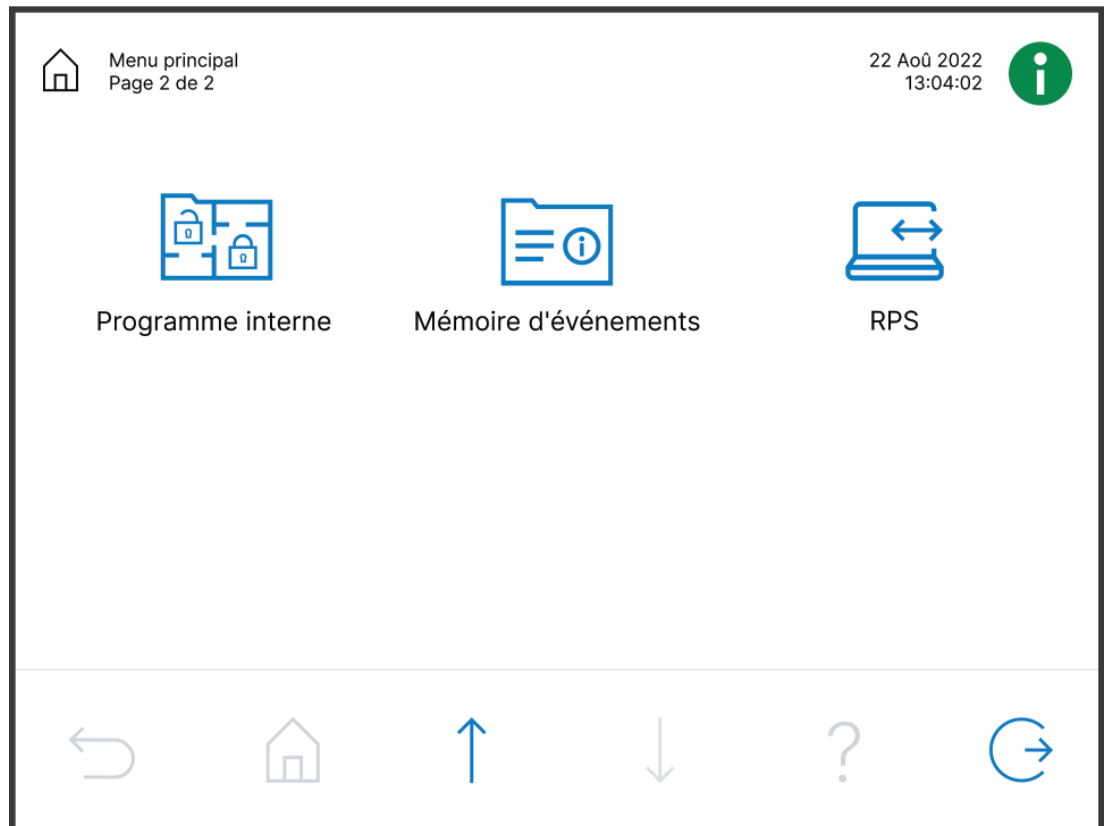 Menu principal
Page 2 de 2
22 Aoû 2022
13:04:02
Programme interne
Mémoire d'événements
RPS